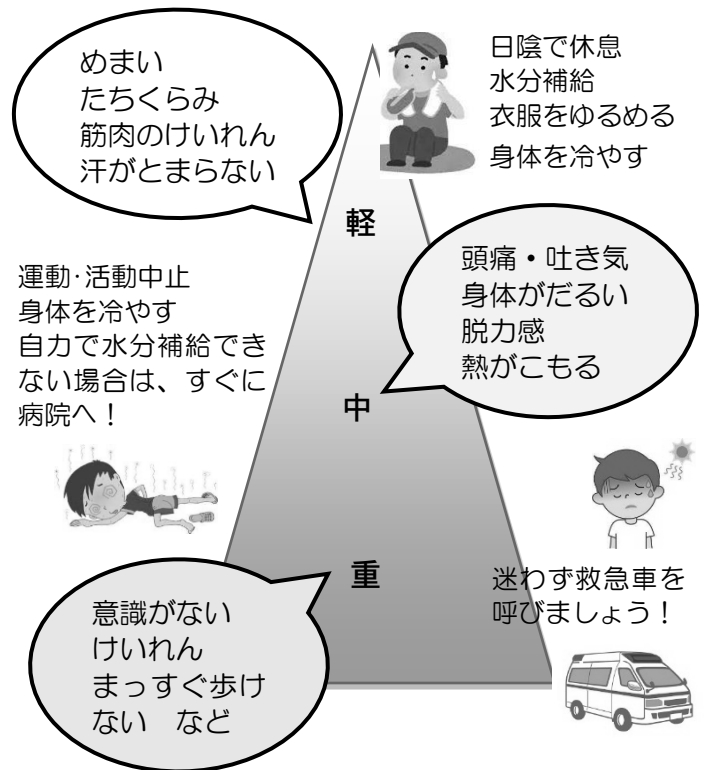 めまい
たちくらみ
筋肉のけいれん
汗がとまらない
日陰で休息
水分補給
衣服をゆるめる
身体を冷やす
軽
頭痛・吐き気
身体がだるい
脱力感
熱がこもる
運動･活動中止
身体を冷やす
自力で水分補給でき
ない場合は、すぐに
病院へ！
中
重
意識がない
けいれん
まっすぐ歩け
ない　など
迷わず救急車を
呼びましょう！